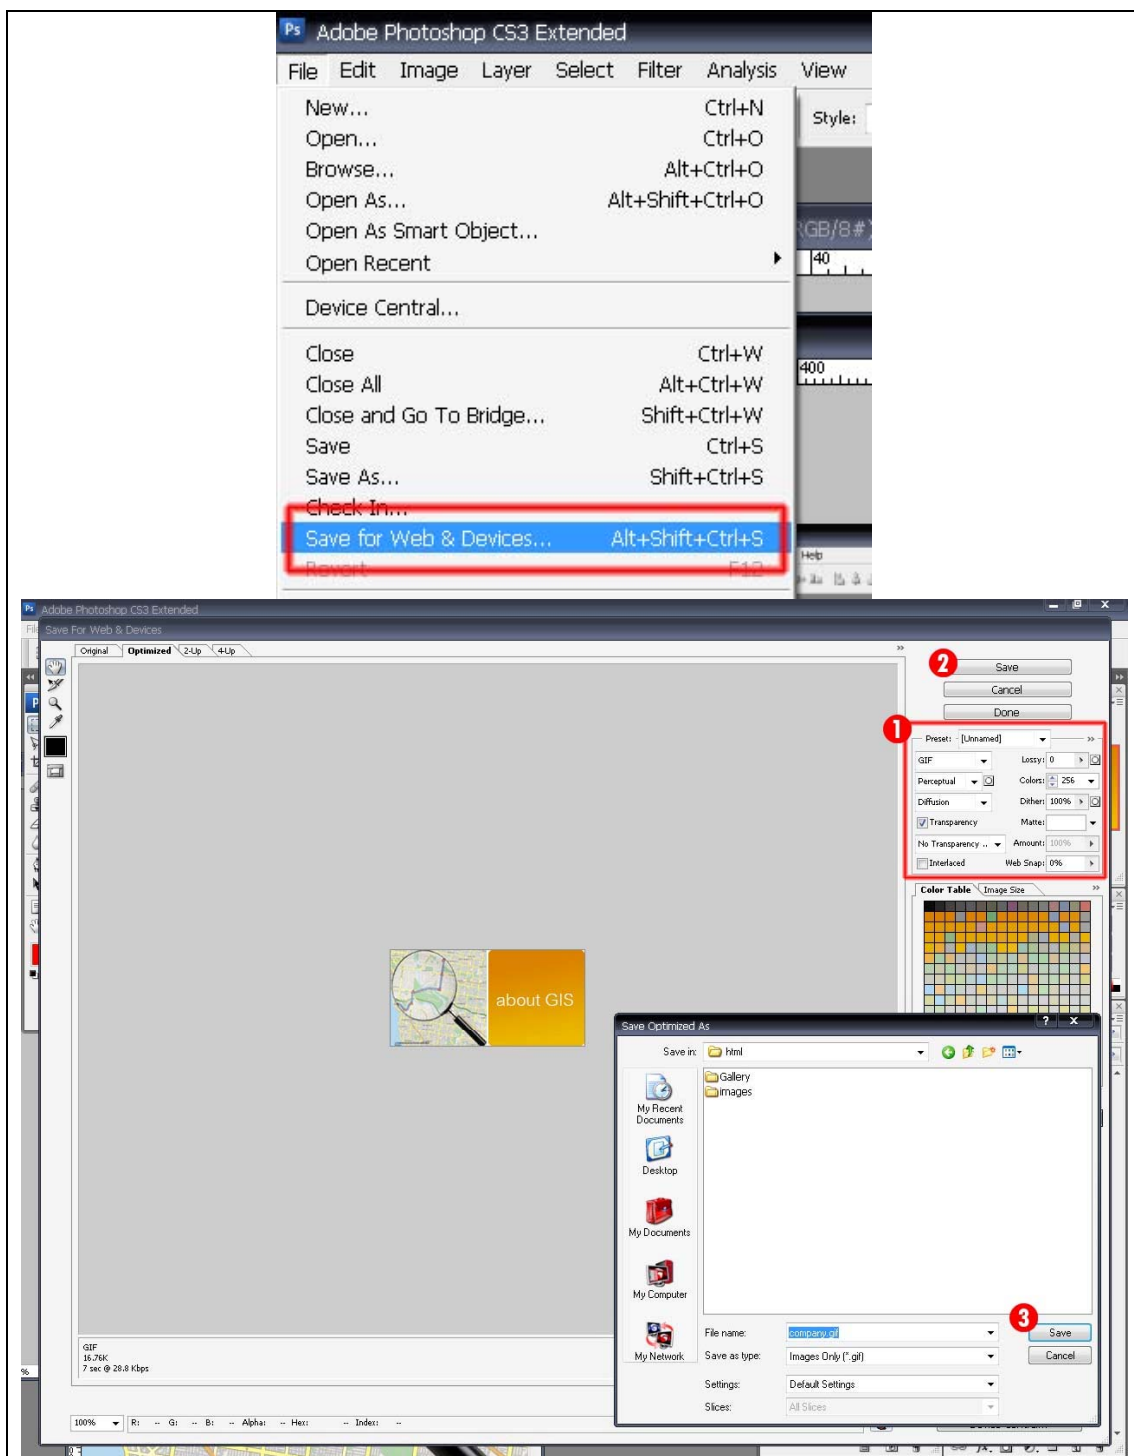 Ps Adobe Photoshop CS3 Extended
File Edit Image Layer Select Filter Analysis View
New... Ctrl+N
Style:
Open... Ctrl+O
Browse... Alt+Ctrl+O
Open As... Alt+Shift+Ctrl+O
Open As Smart Object...
RGB/8#)
Open Recent
40
Device Central...
Close Ctrl+W
400
Close All Alt+Ctrl+W
Close and Go To Bridge... Shift+Ctrl+W
Save Ctrl+S
Save As... Shift+Ctrl+S
Check In...
Save for Web & Devices... Alt+Shift+Ctrl+S
Help
Revert F12
Ps Adobe Photoshop CS3 Extended
Save For Web & Devices
Original Optimized 2-Up 4-Up
2 Save
Cancel
Done
1
Preset: [Unnamed]
GIF Lossy: 0
Perceptual Colors: 256
Diffusion Dither: 100%
Transparency Matte:
No Transparency .. Amount: 100%
Interlaced Web Snap: 0%
Color Table Image Size
about GIS
Save Optimized As
Save in: html
Gallery
images
My Recent
Documents
Desktop
My Documents
My Computer
My Network
3
File name: company.gif Save
Save as type: Images Only (*.gif) Cancel
Settings: Default Settings
Slices: All Slices
GIF
16.76K
7 sec @ 28.8 Kbps
100% R: -- G: -- B: -- Alpha: -- Hex: -- Index: --